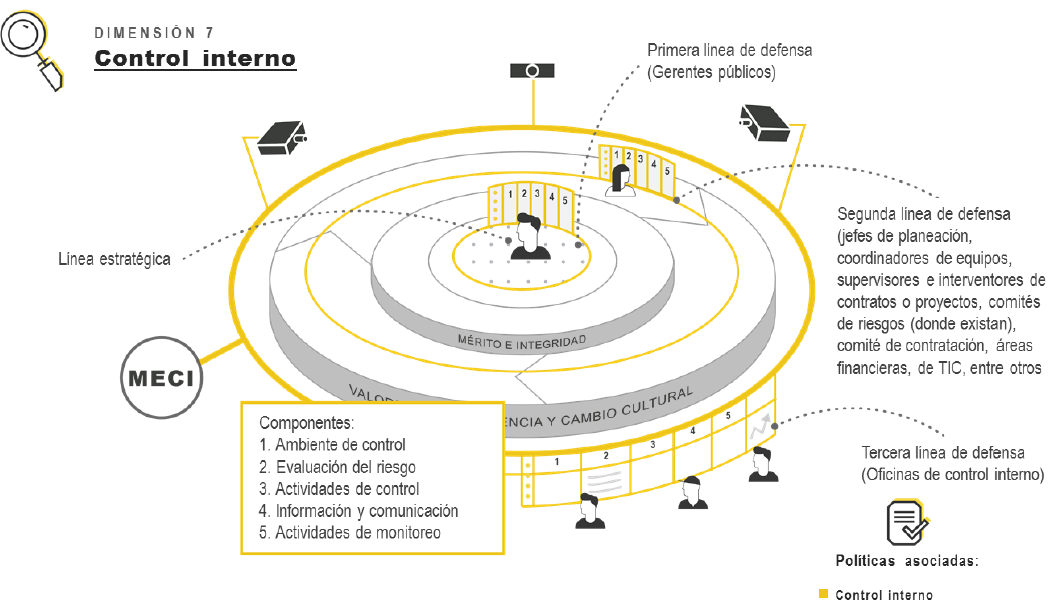 DIMENSIÓN 7
Control interno
Primera línea de defensa
(Gerentes públicos)
1 2 3 4 5
1 2 3 4 5
Línea estratégica
Segunda línea de defensa
(jefes de planeación,
coordinadores de equipos,
supervisores e interventores de
contratos o proyectos, comités
de riesgos (donde existan),
comité de contratación, áreas
financieras, de TIC, entre otros
MÉRITO E INTEGRIDAD
MECI
ENCIA Y CAMBIO CULTURAL
Componentes:
1. Ambiente de control
2. Evaluación del riesgo
3. Actividades de control
4. Información y comunicación
5. Actividades de monitoreo
1 2 3 4 5
Tercera línea de defensa
(Oficinas de control interno)
Políticas asociadas:
Control interno